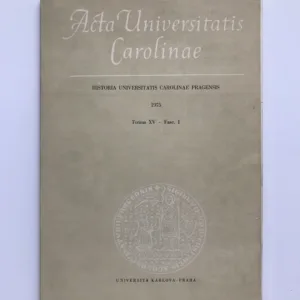 Acta Universitatis
Carolinae
HISTORIA UNIVERSITATIS CAROLINAE PRAGENSIS
1975
Tomus XV - Fasc. 1
UNIVERSITA KARLOVA · PRAHA